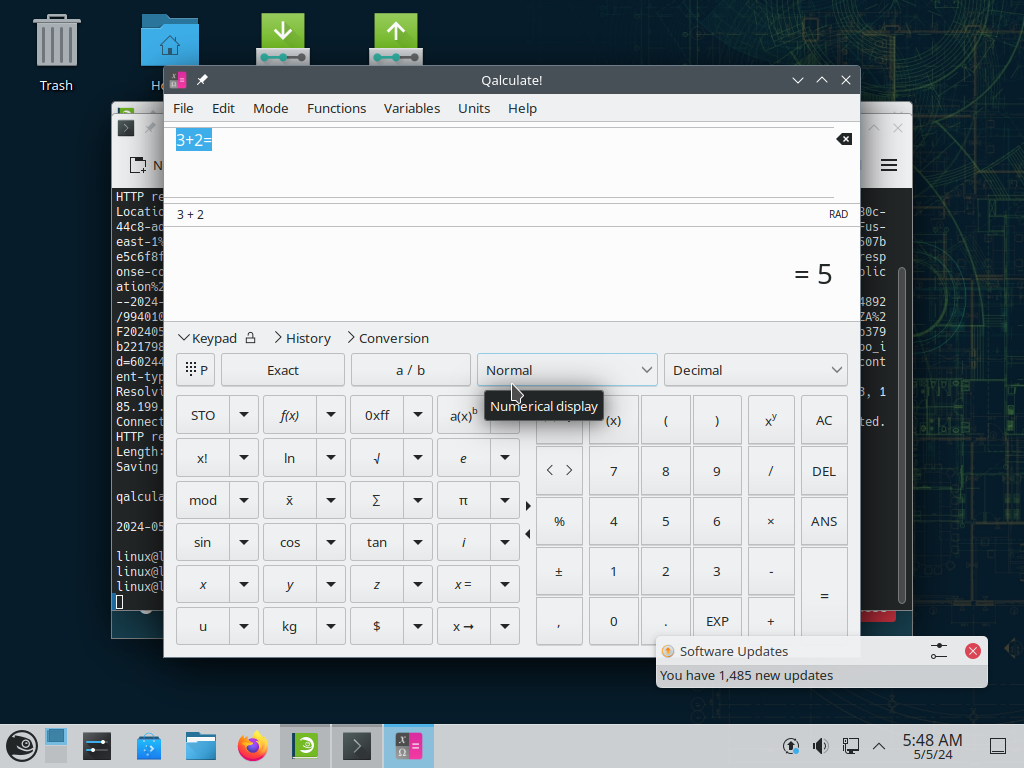 Trash
Qalculate!
File Edit Mode Functions Variables Units Help
3+2=
3 + 2
RAD
= 5
Keypad History Conversion
P Exact a / b Normal Decimal
Numerical display
STO f(x) 0xff a(x)ᵇ (x) ( ) xʸ AC
x! ln √ e < > 7 8 9 / DEL
mod x̄ Σ π % 4 5 6 × ANS
sin cos tan i ± 1 2 3 - =
x y z x =
u kg $ x → , 0 . EXP +
HTTP re
Locatio
44c8-ac
east-1%
e5c6f8f
onse-co
ation%2
--2024-
/994010
F202405
b221798
d=60244
ent-typ
Resolvi
85.199.
Connect
HTTP re
Length:
Saving
qalcula
2024-05
linux@l
linux@l
linux@l
Fus-
507b
resp
plic
4892
ZA%2
b379
po_i
cont
, 1
ted.
Software Updates
You have 1,485 new updates
5:48 AM
5/5/24